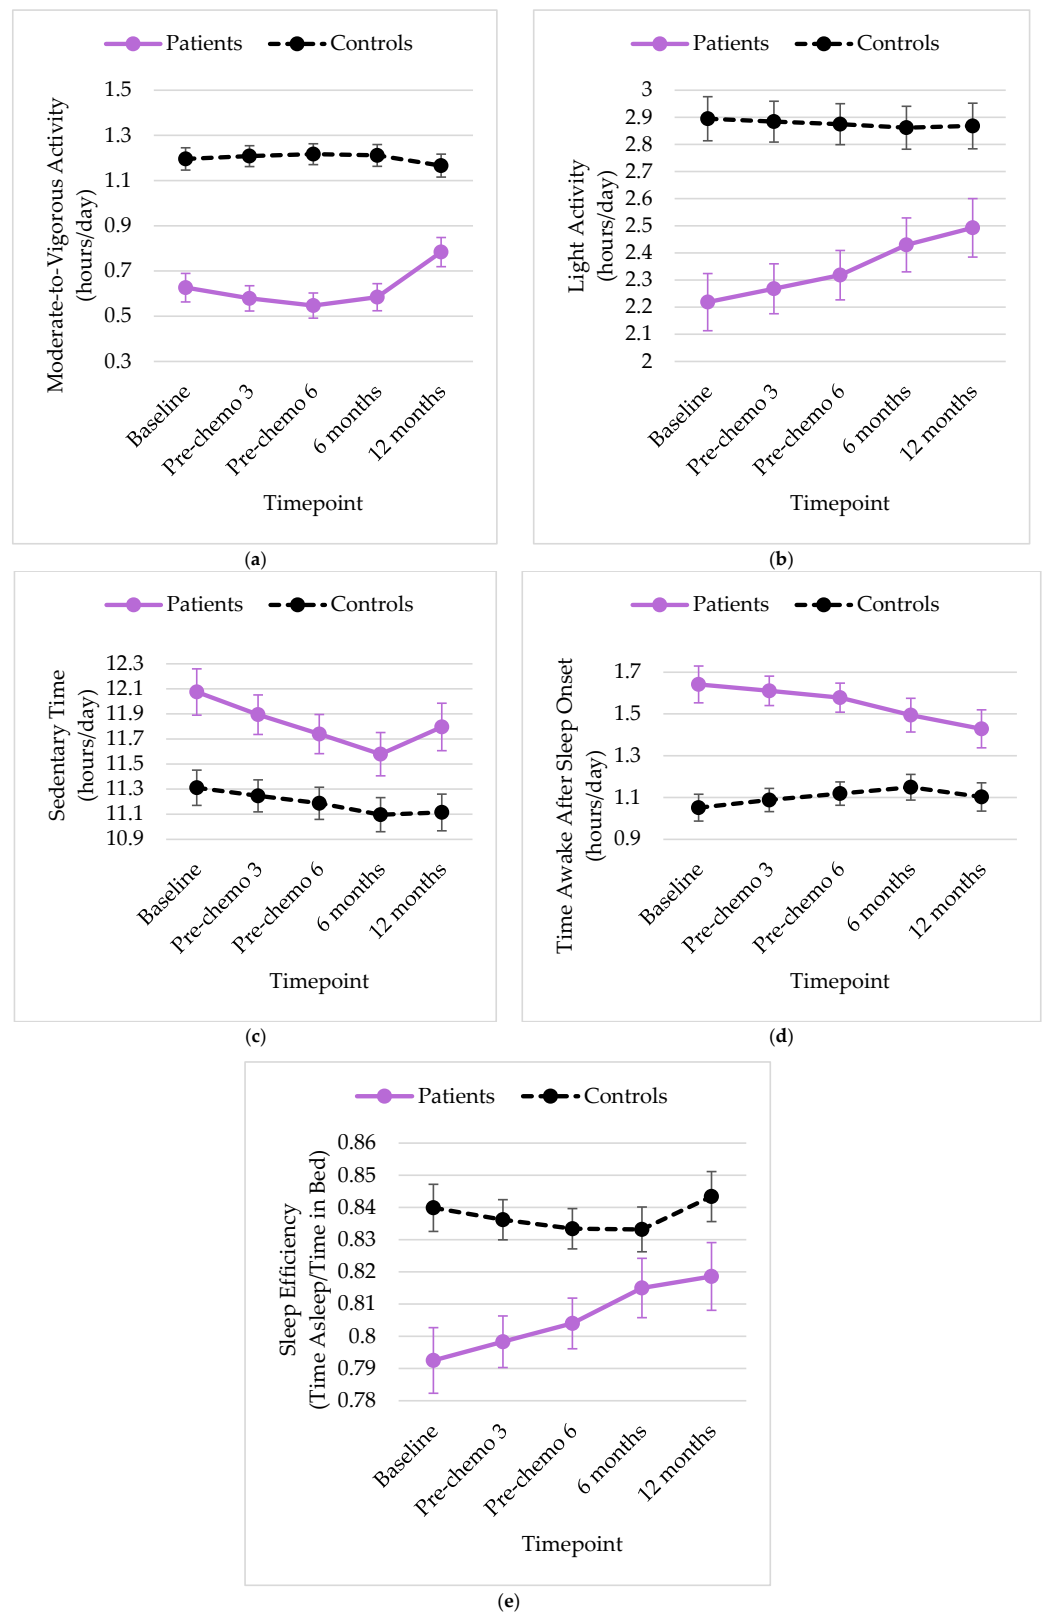 Patients Controls
Moderate-to-Vigorous Activity
(hours/day)
1.5
1.3
1.1
0.9
0.7
0.5
0.3
Baseline
Pre-chemo 3
Pre-chemo 6
6 months
12 months
Timepoint
(a)
Patients Controls
Light Activity
(hours/day)
3
2.9
2.8
2.7
2.6
2.5
2.4
2.3
2.2
2.1
2
Baseline
Pre-chemo 3
Pre-chemo 6
6 months
12 months
Timepoint
(b)
Patients Controls
Sedentary Time
(hours/day)
12.3
12.1
11.9
11.7
11.5
11.3
11.1
10.9
Baseline
Pre-chemo 3
Pre-chemo 6
6 months
12 months
Timepoint
(c)
Patients Controls
Time Awake After Sleep Onset
(hours/day)
1.7
1.5
1.3
1.1
0.9
Baseline
Pre-chemo 3
Pre-chemo 6
6 months
12 months
Timepoint
(d)
Patients Controls
Sleep Efficiency
(Time Asleep/Time in Bed)
0.86
0.85
0.84
0.83
0.82
0.81
0.8
0.79
0.78
Baseline
Pre-chemo 3
Pre-chemo 6
6 months
12 months
Timepoint
(e)